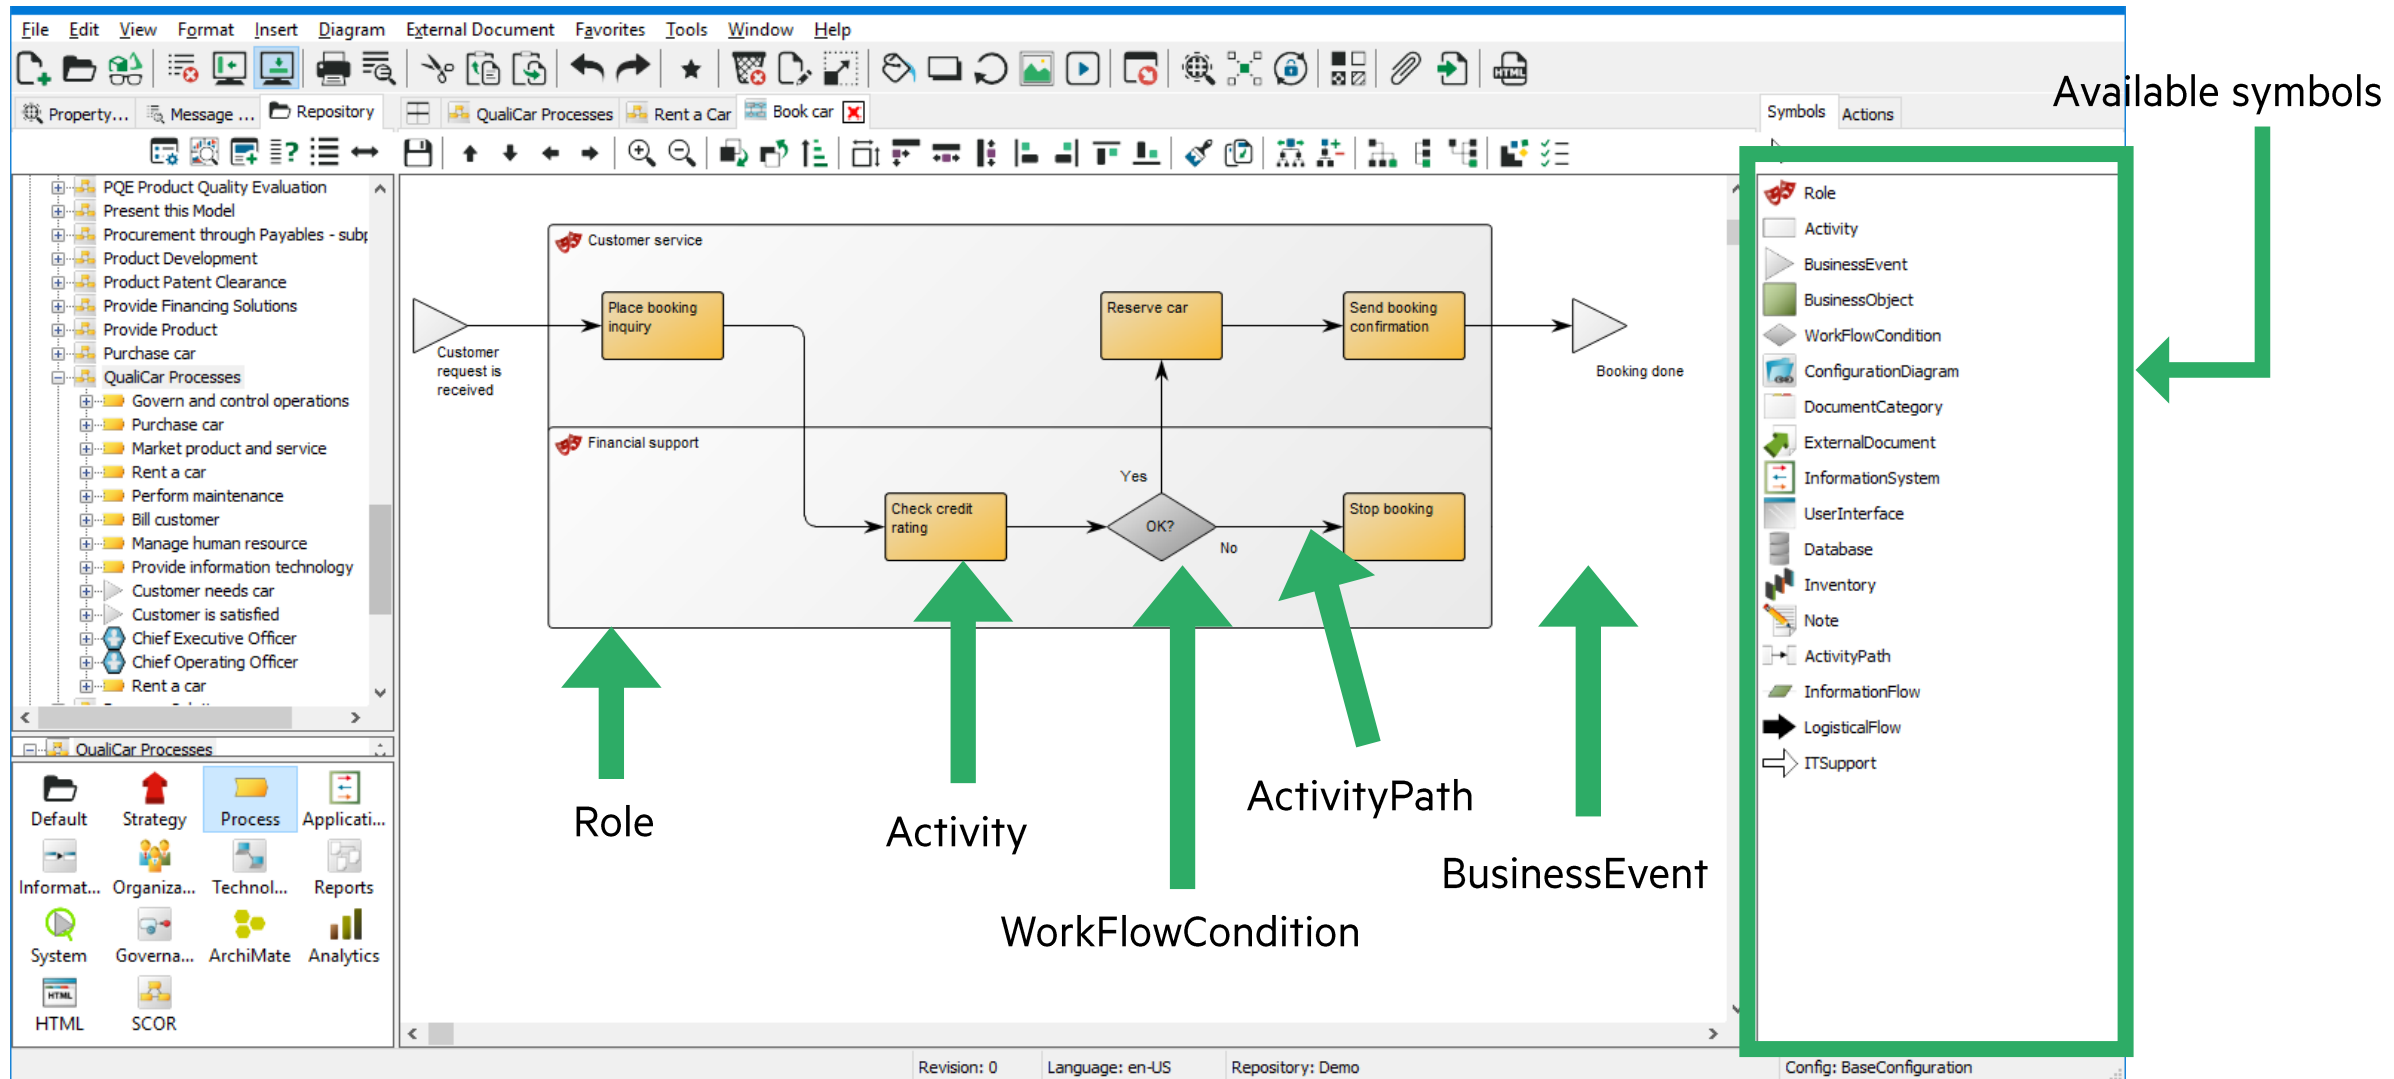 File Edit View Format Insert Diagram External Document Favorites Tools Window Help
HTML
Property... Message ... Repository
QualiCar Processes Rent a Car Book car
Symbols Actions
Available symbols
PQE Product Quality Evaluation
Present this Model
Procurement through Payables - subp
Product Development
Product Patent Clearance
Provide Financing Solutions
Provide Product
Purchase car
QualiCar Processes
Govern and control operations
Purchase car
Market product and service
Rent a car
Perform maintenance
Bill customer
Manage human resource
Provide information technology
Customer needs car
Customer is satisfied
Chief Executive Officer
Chief Operating Officer
Rent a car
QualiCar Processes
Default Strategy Process Applicati...
Informat... Organiza... Technol... Reports
System Governa... ArchiMate Analytics
HTML
HTML SCOR
Customer service
Place booking
inquiry
Reserve car
Send booking
confirmation
Customer
request is
received
Booking done
Financial support
Yes
Check credit
rating
OK?
No
Stop booking
Role
Activity
WorkFlowCondition
ActivityPath
BusinessEvent
Role
Activity
BusinessEvent
BusinessObject
WorkFlowCondition
ConfigurationDiagram
DocumentCategory
ExternalDocument
InformationSystem
UserInterface
Database
Inventory
Note
ActivityPath
InformationFlow
LogisticalFlow
ITSupport
Revision: 0 Language: en-US Repository: Demo Config: BaseConfiguration